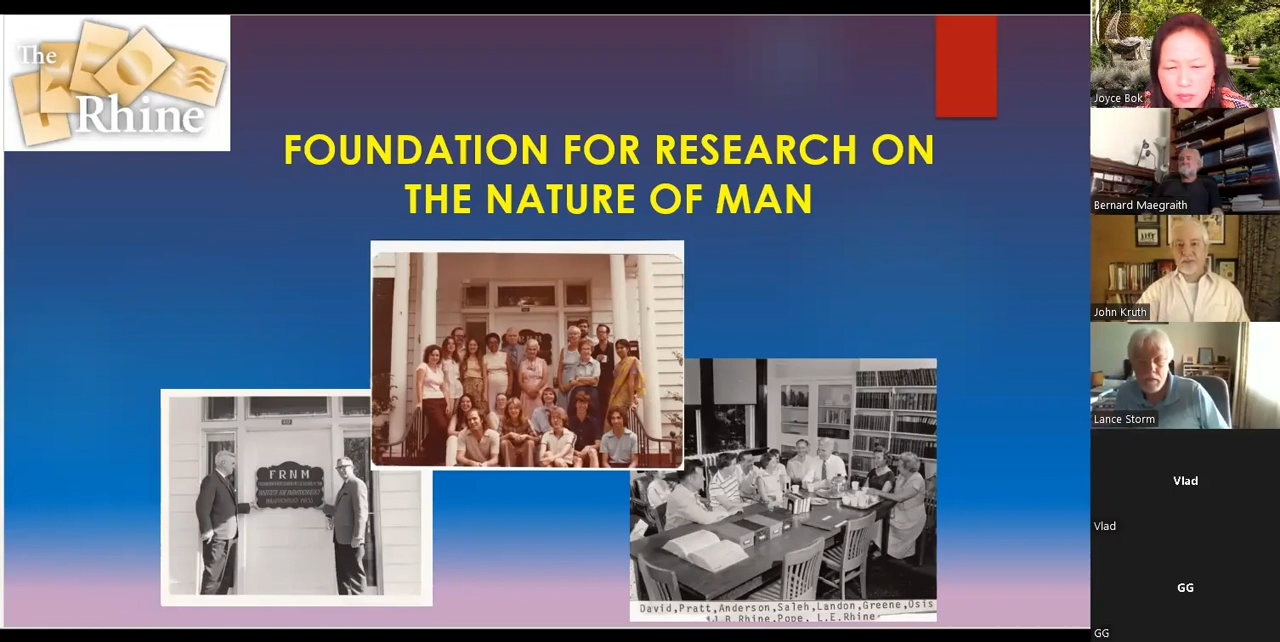 The
Rhine
FOUNDATION FOR RESEARCH ON
THE NATURE OF MAN
FRNM
David,Pratt,Anderson,Saleh,Landon,Greene,Osis
J.B.Rhine,Pope, L.E.Rhine
Joyce Bok
Bernard Maegraith
John Kruth
Lance Storm
Vlad
Vlad
GG
GG